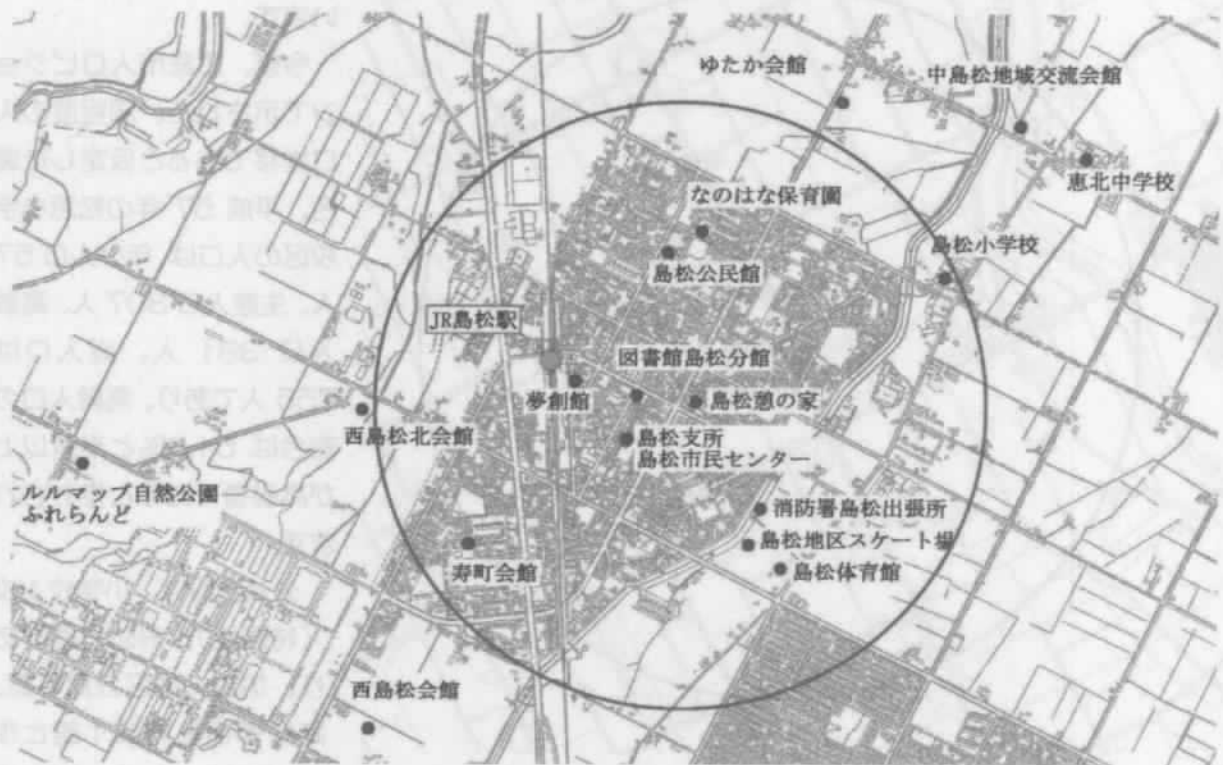 ゆたか会館
中島松地域交流会館
恵北中学校
なのはな保育園
島松小学校
島松公民館
JR島松駅
図書館島松分館
夢創館
島松憩の家
西島松北会館
島松支所
島松市民センター
ルルマップ自然公園
ふれらんど
消防署島松出張所
島松地区スケート場
寿町会館
島松体育館
西島松会館